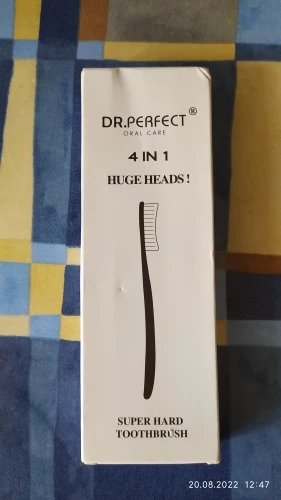 DR.PERFECT®
ORAL CARE
4 IN 1
HUGE HEADS !
SUPER HARD
TOOTHBRUSH
20.08.2022 12:47